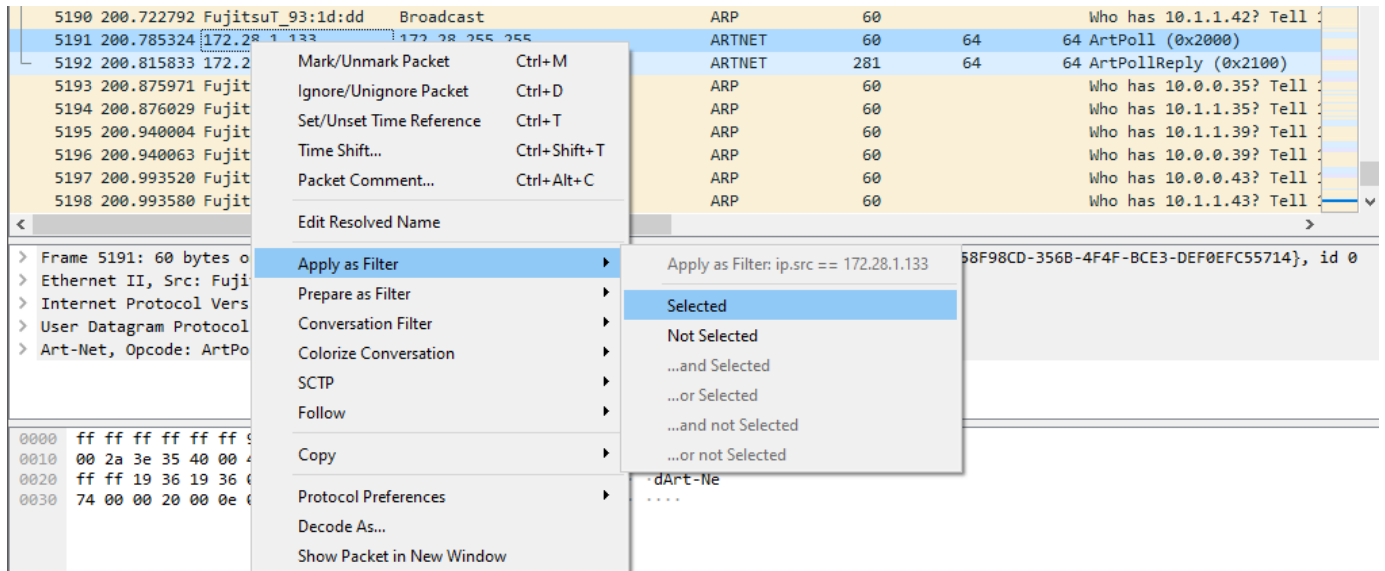 5190 200.722792 FujitsuT_93:1d:dd Broadcast ARP 60 Who has 10.1.1.42? Tell
5191 200.785324 172.28.1.133 172.28.255.255 ARTNET 60 64 64 ArtPoll (0x2000)
5192 200.815833 172.2 ARTNET 281 64 64 ArtPollReply (0x2100)
5193 200.875971 Fujit ARP 60 Who has 10.0.0.35? Tell
5194 200.876029 Fujit ARP 60 Who has 10.1.1.35? Tell
5195 200.940004 Fujit ARP 60 Who has 10.1.1.39? Tell
5196 200.940063 Fujit ARP 60 Who has 10.0.0.39? Tell
5197 200.993520 Fujit ARP 60 Who has 10.0.0.43? Tell
5198 200.993580 Fujit ARP 60 Who has 10.1.1.43? Tell
Mark/Unmark Packet Ctrl+M
Ignore/Unignore Packet Ctrl+D
Set/Unset Time Reference Ctrl+T
Time Shift... Ctrl+Shift+T
Packet Comment... Ctrl+Alt+C
Edit Resolved Name
Apply as Filter
Prepare as Filter
Conversation Filter
Colorize Conversation
SCTP
Follow
Copy
Protocol Preferences
Decode As...
Show Packet in New Window
Apply as Filter: ip.src == 172.28.1.133
Selected
Not Selected
...and Selected
...or Selected
...and not Selected
...or not Selected
> Frame 5191: 60 bytes o 58F98CD-356B-4F4F-BCE3-DEF0EFC55714}, id 0
> Ethernet II, Src: Fuji
> Internet Protocol Vers
> User Datagram Protocol
> Art-Net, Opcode: ArtPo
0000 ff ff ff ff ff ff
0010 00 2a 3e 35 40 00
0020 ff ff 19 36 19 36 ·dArt-Ne
0030 74 00 00 20 00 0e ····